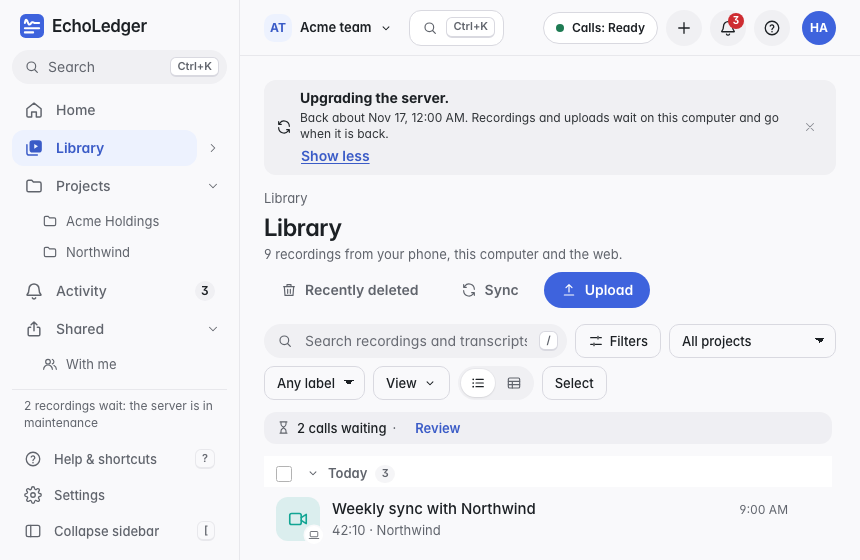 EchoLedger
Search Ctrl+K
Home
Library
Projects
Acme Holdings
Northwind
Activity 3
Shared
With me
2 recordings wait: the server is in
maintenance
Help & shortcuts ?
Settings
Collapse sidebar [
AT Acme team Ctrl+K Calls: Ready 3 HA
Upgrading the server.
Back about Nov 17, 12:00 AM. Recordings and uploads wait on this computer and go
when it is back.
Show less
Library
Library
9 recordings from your phone, this computer and the web.
Recently deleted Sync Upload
Search recordings and transcripts / Filters All projects
Any label View Select
2 calls waiting · Review
Today 3
Weekly sync with Northwind 9:00 AM
42:10 · Northwind